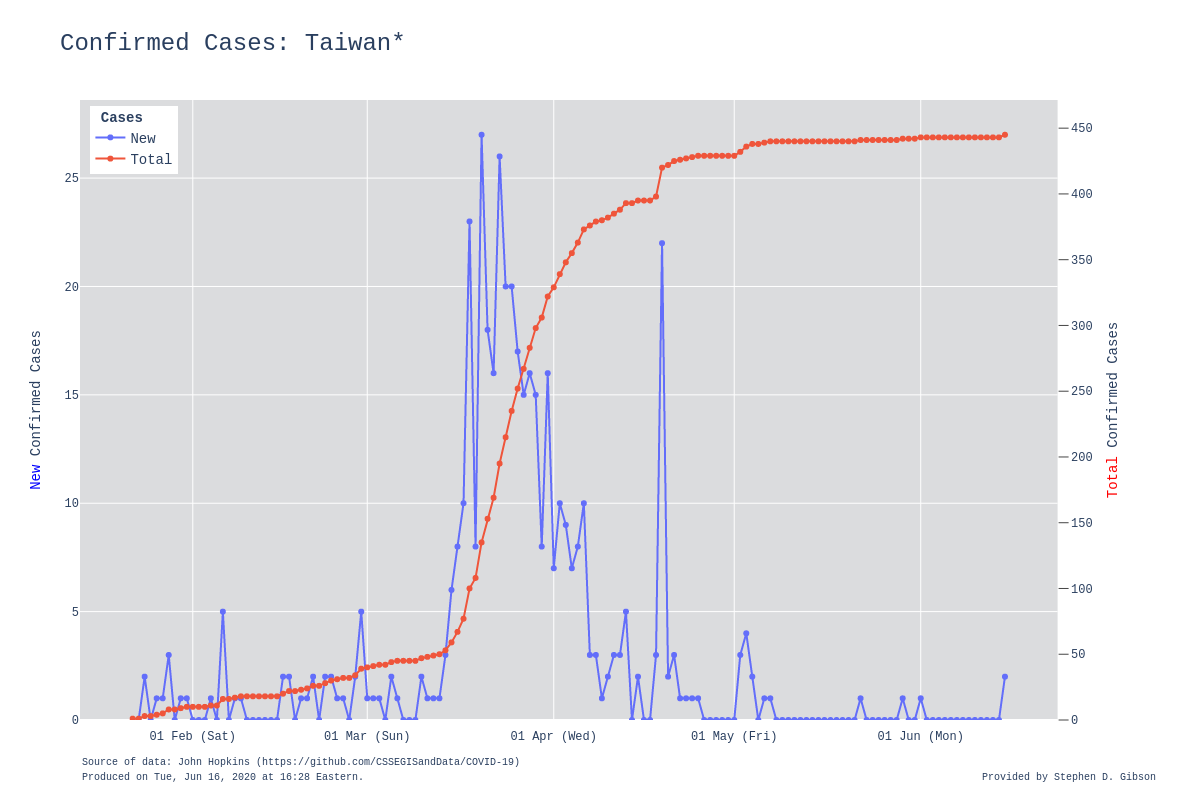 Confirmed Cases: Taiwan*
Cases
New
Total
25
20
15
10
5
0
New Confirmed Cases
450
400
350
300
250
200
150
100
50
0
Total Confirmed Cases
01 Feb (Sat)
01 Mar (Sun)
01 Apr (Wed)
01 May (Fri)
01 Jun (Mon)
Source of data: John Hopkins (https://github.com/CSSEGISandData/COVID-19)
Produced on Tue, Jun 16, 2020 at 16:28 Eastern.
Provided by Stephen D. Gibson